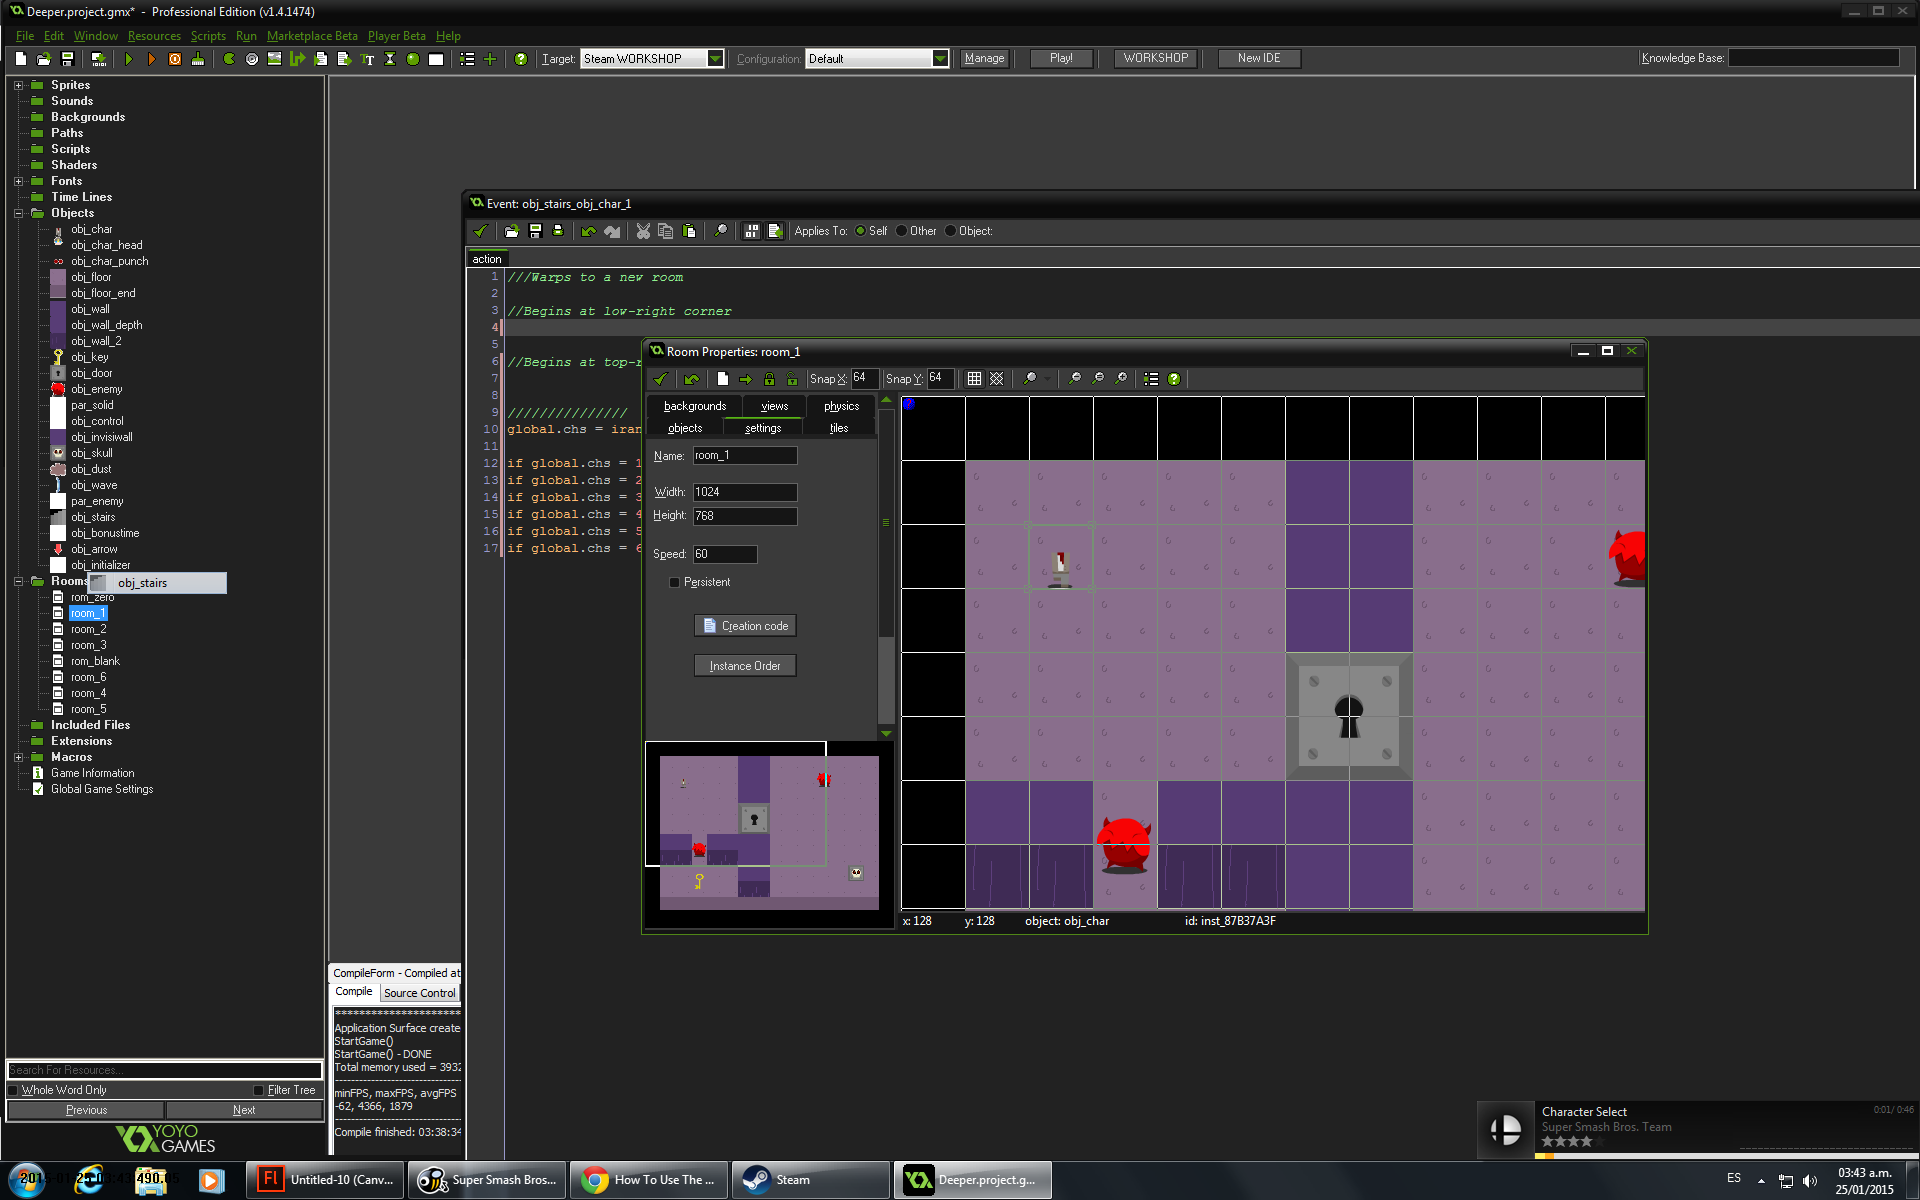 Deeper.project.gmx* - Professional Edition (v1.4.1474)
File Edit Window Resources Scripts Run Marketplace Beta Player Beta Help
Target: Steam WORKSHOP Configuration: Default Manage Play! WORKSHOP New IDE Knowledge Base:
Sprites
Sounds
Backgrounds
Paths
Scripts
Shaders
Fonts
Time Lines
Objects
obj_char
obj_char_head
obj_char_punch
obj_floor
obj_floor_end
obj_wall
obj_wall_depth
obj_wall_2
obj_key
obj_door
obj_enemy
par_solid
obj_control
obj_invisiwall
obj_skull
obj_dust
obj_wave
par_enemy
obj_stairs
obj_bonustime
obj_arrow
obj_initializer
Rooms
obj_stairs
rom_zero
room_1
room_2
room_3
rom_blank
room_6
room_4
room_5
Included Files
Extensions
Macros
Game Information
Global Game Settings
Search For Resources...
Whole Word Only Filter Tree
Previous Next
YOYO
GAMES
Event: obj_stairs_obj_char_1
Applies To: Self Other Object:
action
1 ///Warps to a new room
2
3 //Begins at low-right corner
4
5
6 //Begins at top-r
7
8
9 ///////////////
10 global.chs = iran
11
12 if global.chs = 1
13 if global.chs = 2
14 if global.chs = 3
15 if global.chs = 4
16 if global.chs = 5
17 if global.chs = 6
Room Properties: room_1
Snap X: 64 Snap Y: 64
backgrounds views physics
objects settings tiles
Name: room_1
Width: 1024
Height: 768
Speed: 60
Persistent
Creation code
Instance Order
x: 128 y: 128 object: obj_char id: inst_87B37A3F
CompileForm - Compiled at
Compile Source Control
**********************
Application Surface create
StartGame()
StartGame() - DONE
Total memory used = 3932
minFPS, maxFPS, avgFPS
-62, 4366, 1879
Compile finished: 03:38:34
Character Select 0:01/ 0:46
Super Smash Bros. Team
2015-01-25 03:43 490.05
Untitled-10 (Canv...
Super Smash Bros...
How To Use The ...
Steam
Deeper.project.g...
ES
03:43 a.m.
25/01/2015